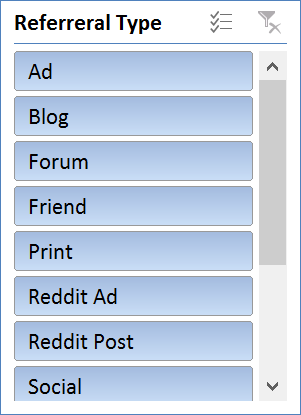 Referreral Type
Ad
Blog
Forum
Friend
Print
Reddit Ad
Reddit Post
Social